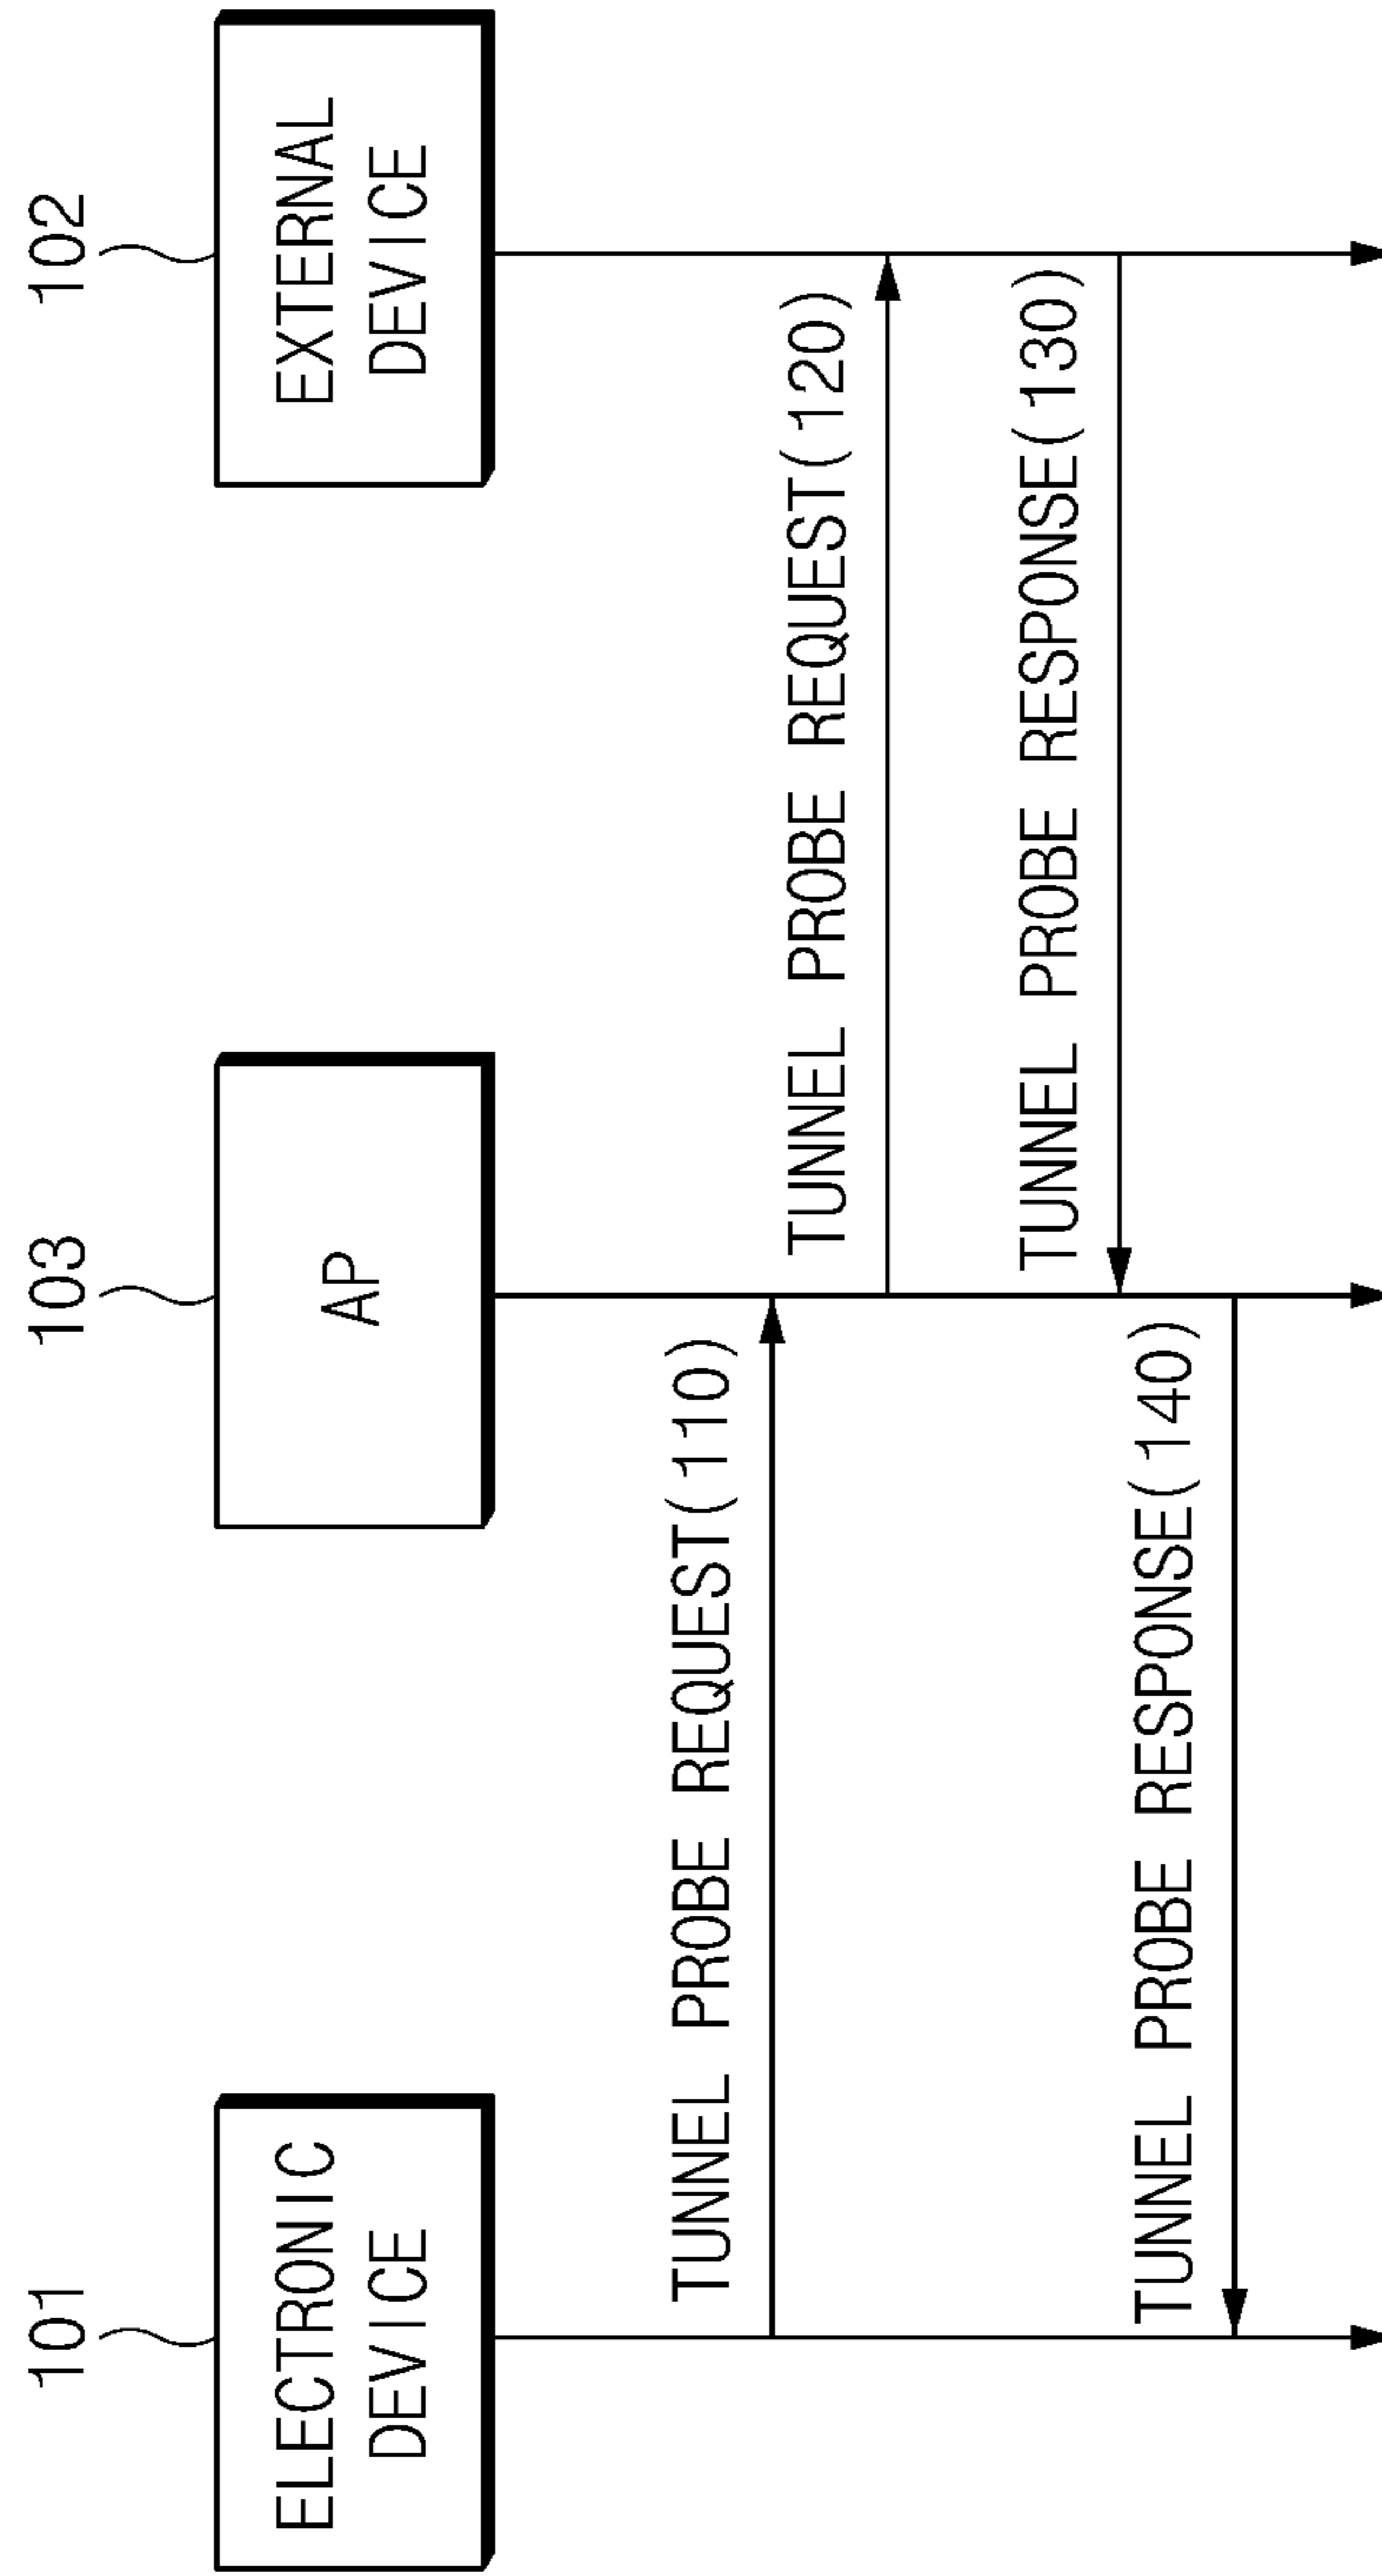 101
103
102
ELECTRONIC
DEVICE
AP
EXTERNAL
DEVICE
TUNNEL PROBE REQUEST(110)
TUNNEL PROBE REQUEST(120)
TUNNEL PROBE RESPONSE(130)
TUNNEL PROBE RESPONSE(140)